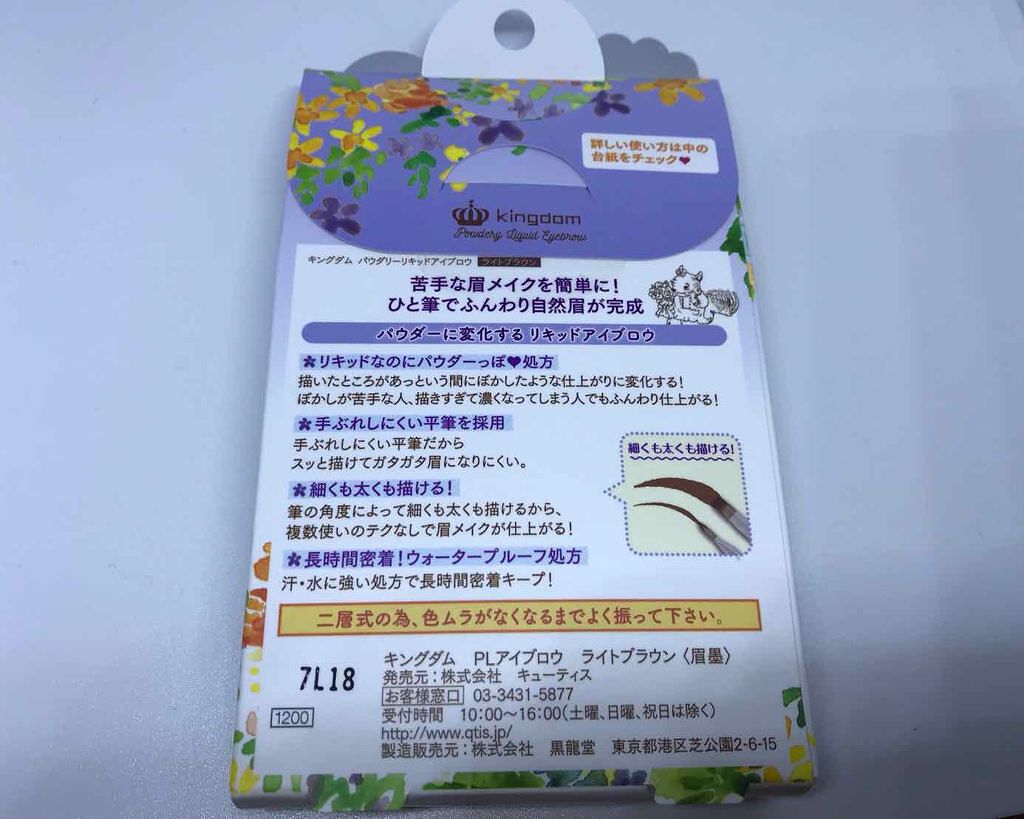 詳しい使い方は中の
台紙をチェック♥
kingdom
Powdery Liquid Eyebrow
キングダム パウダリーリキッドアイブロウ ライトブラウン
苦手な眉メイクを簡単に!
ひと筆でふんわり自然眉が完成
パウダーに変化する リキッドアイブロウ
リキッドなのにパウダーっぽ♥処方
描いたところがあっという間にぼかしたような仕上がりに変化する!
ぼかしが苦手な人、描きすぎて濃くなってしまう人でもふんわり仕上がる!
手ぶれしにくい平筆を採用
手ぶれしにくい平筆だから
スッと描けてガタガタ眉になりにくい。
細くも太くも描ける!
細くも太くも描ける!
筆の角度によって細くも太くも描けるから、
複数使いのテクなしで眉メイクが仕上がる!
長時間密着!ウォータープルーフ処方
汗・水に強い処方で長時間密着キープ!
二層式の為、色ムラがなくなるまでよく振って下さい。
7L18
1200
キングダム PLアイブロウ ライトブラウン〈眉墨〉
発売元:株式会社 キューティス
お客様窓口 03-3431-5877
受付時間 10:00〜16:00(土曜、日曜、祝日は除く)
http://www.qtis.jp/
製造販売元:株式会社 黒龍堂 東京都港区芝公園2-6-15